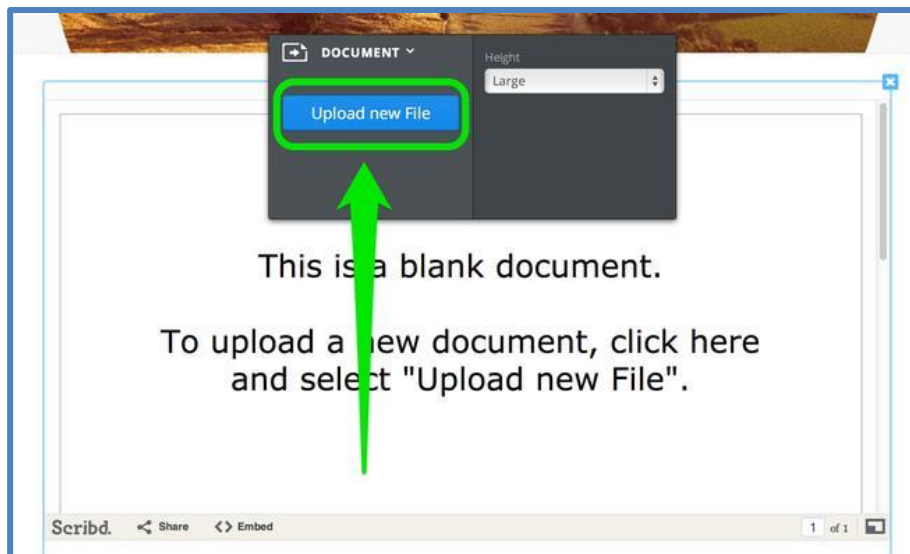 DOCUMENT
Height
Large
Upload new File
This is a blank document.
To upload a new document, click here
and select "Upload new File".
Scribd. Share Embed 1 of 1